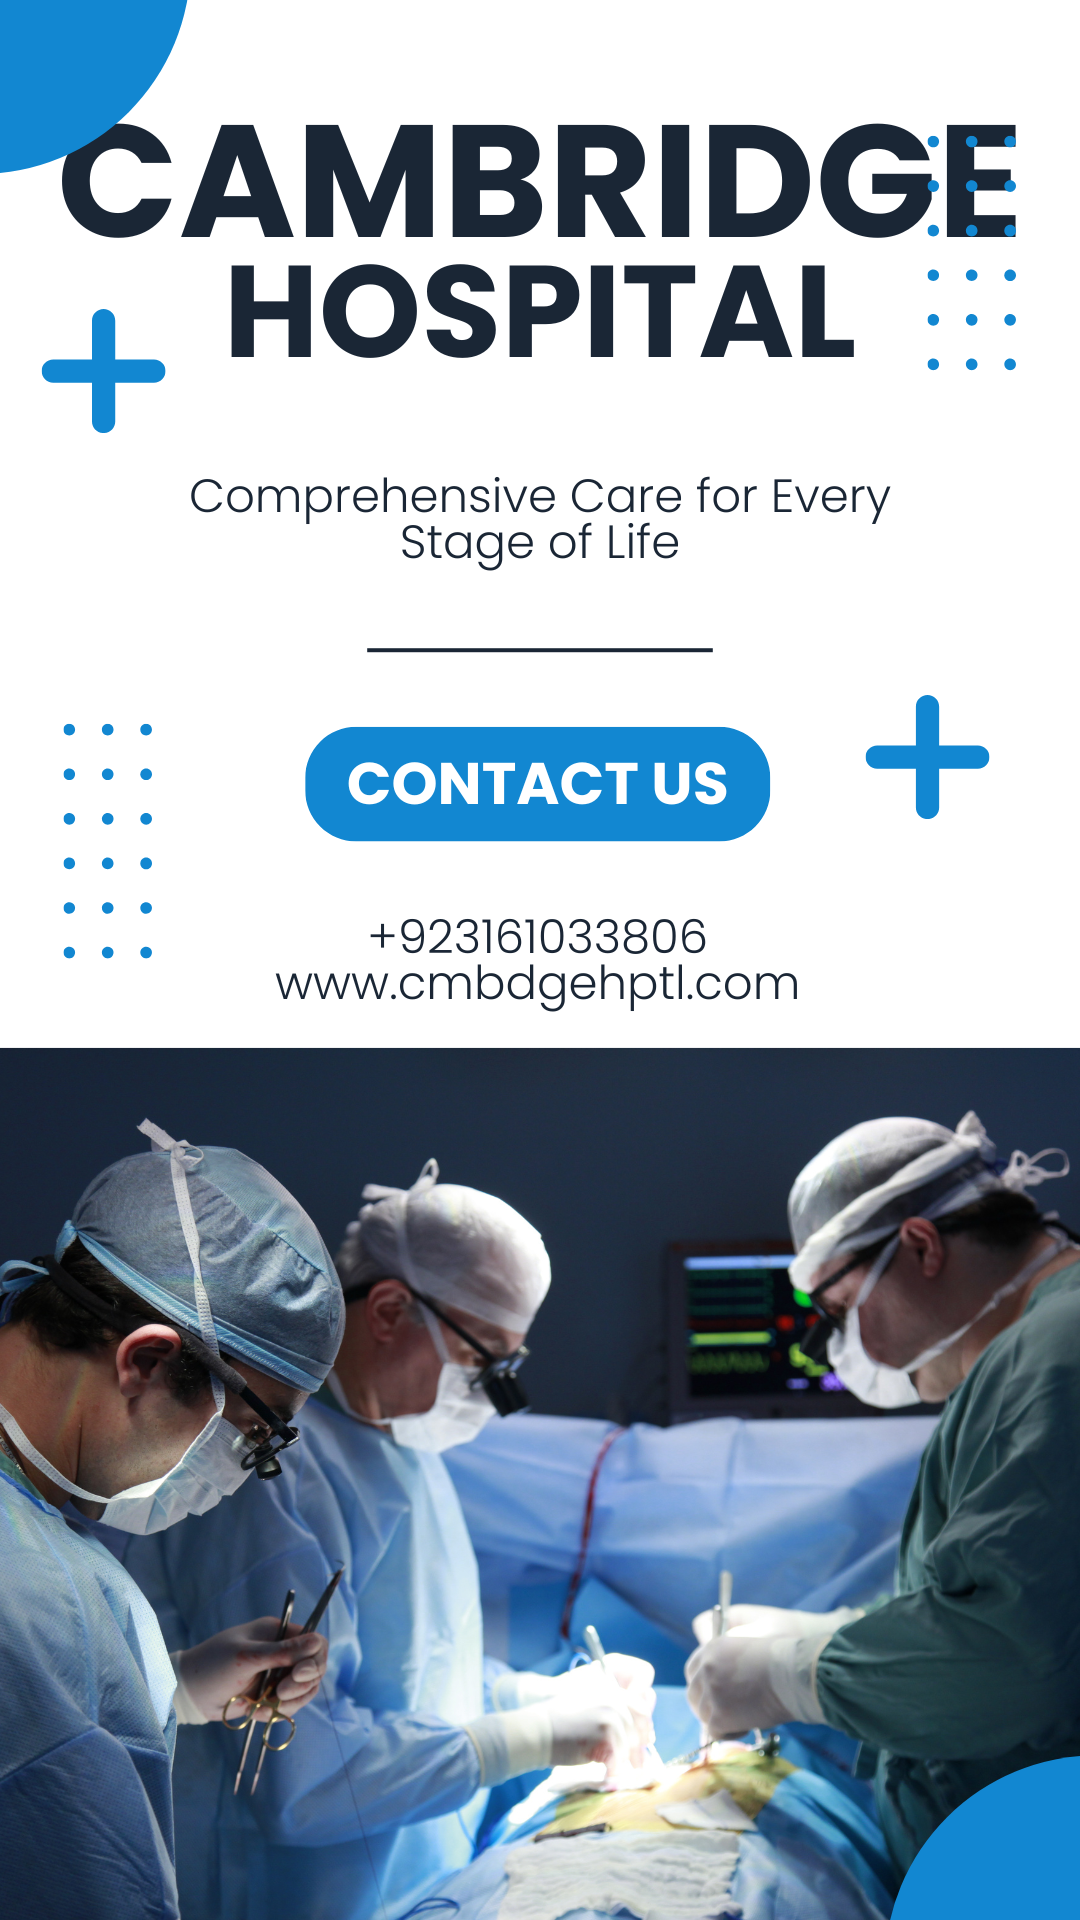 CAMBRIDGE
HOSPITAL
Comprehensive Care for Every
Stage of Life
CONTACT US
+923161033806
www.cmbdgehptl.com